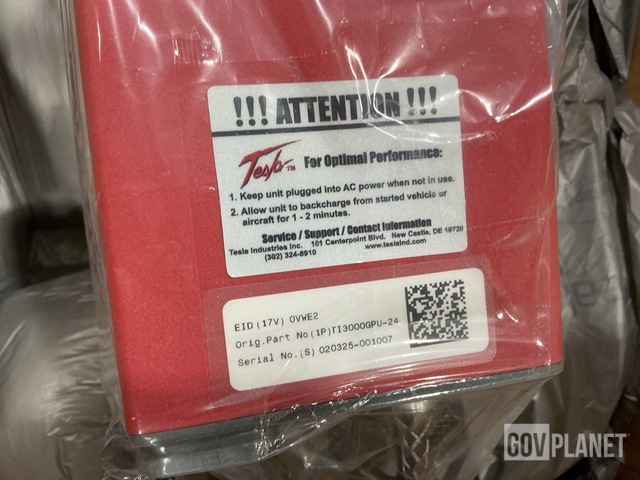 !!! ATTENTION !!!
Tesla™ For Optimal Performance:
1. Keep unit plugged into AC power when not in use.
2. Allow unit to backcharge from started vehicle or
aircraft for 1 - 2 minutes.
Service / Support / Contact Information
Tesla Industries Inc. 101 Centerpoint Blvd. New Castle, DE 19720
(302) 324-8910 www.teslaind.com
EID (17V) 0VWE2
Orig.Part No (1P)TI3000GPU-24
Serial No.(S) 020325-001007
GOVPLANET